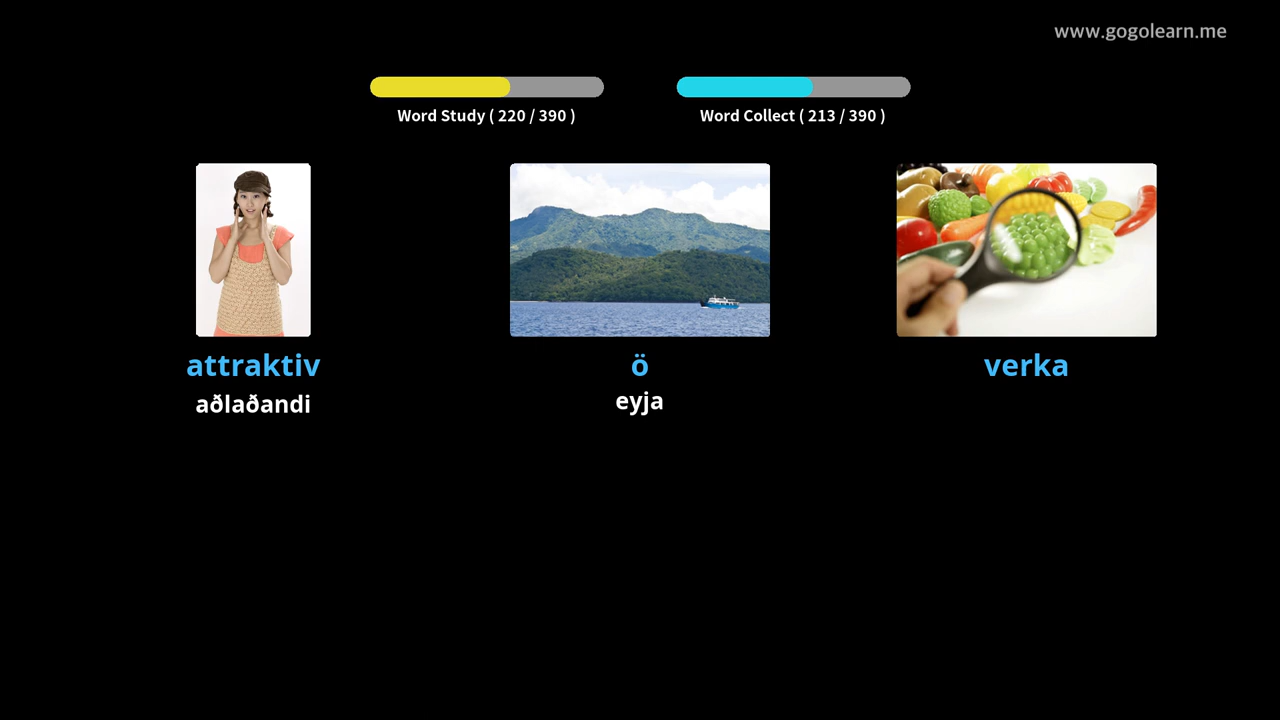 www.gogolearn.me
Word Study ( 220 / 390 )
Word Collect ( 213 / 390 )
attraktiv
aðlaðandi
ö
eyja
verka